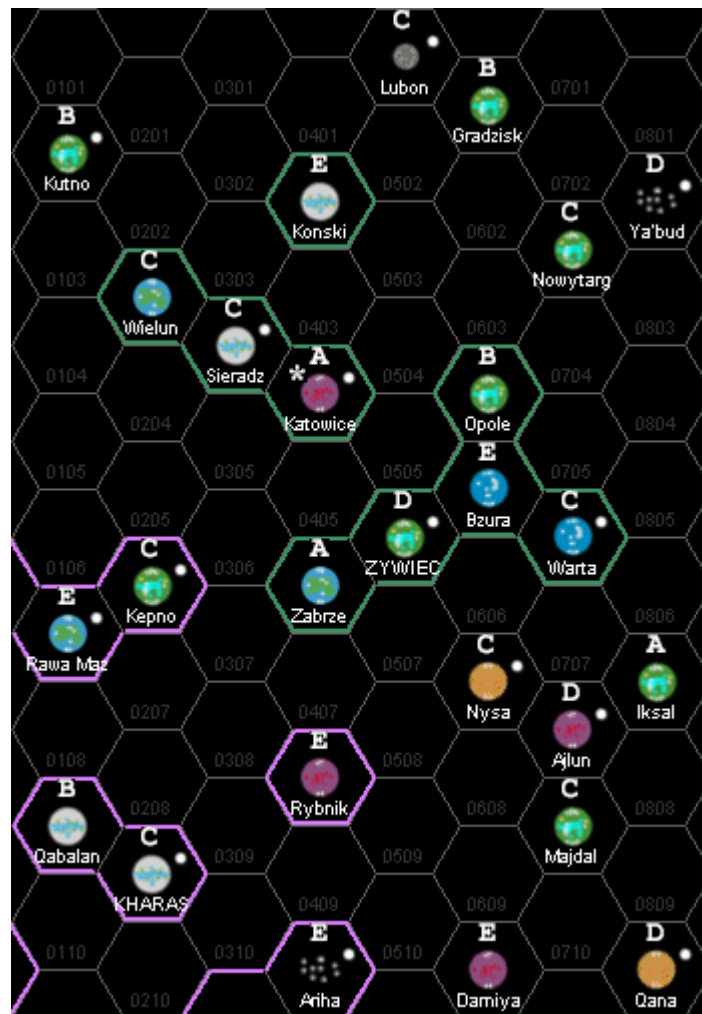 C
Lubon
0101
0301
B
Gradzisk
0701
B
Kutno
0201
0401
0801
E
Konski
D
Ya'bud
0302
0502
0702
0202
C
Nowytarg
0602
C
Wielun
0103
0303
0503
C
Sieradz
0403
0603
0803
A
*
Katowice
B
Opole
0104
0504
0704
0204
0804
E
Bzura
0105
0305
0505
0705
D
ZYWIEC
C
Warta
0205
0405
0805
C
Kepno
A
Zabrze
0106
0306
E
Rawa Maz
0606
0806
C
Nysa
A
Iksal
0307
0507
0707
D
Ajlun
0207
0407
E
Rybnik
0108
0308
0508
C
Majdal
B
Qabalan
0208
0608
0808
C
KHARAS
0309
0509
0409
0609
0809
E
Ariha
E
Damiya
D
Qana
0110
0310
0510
0710
0210